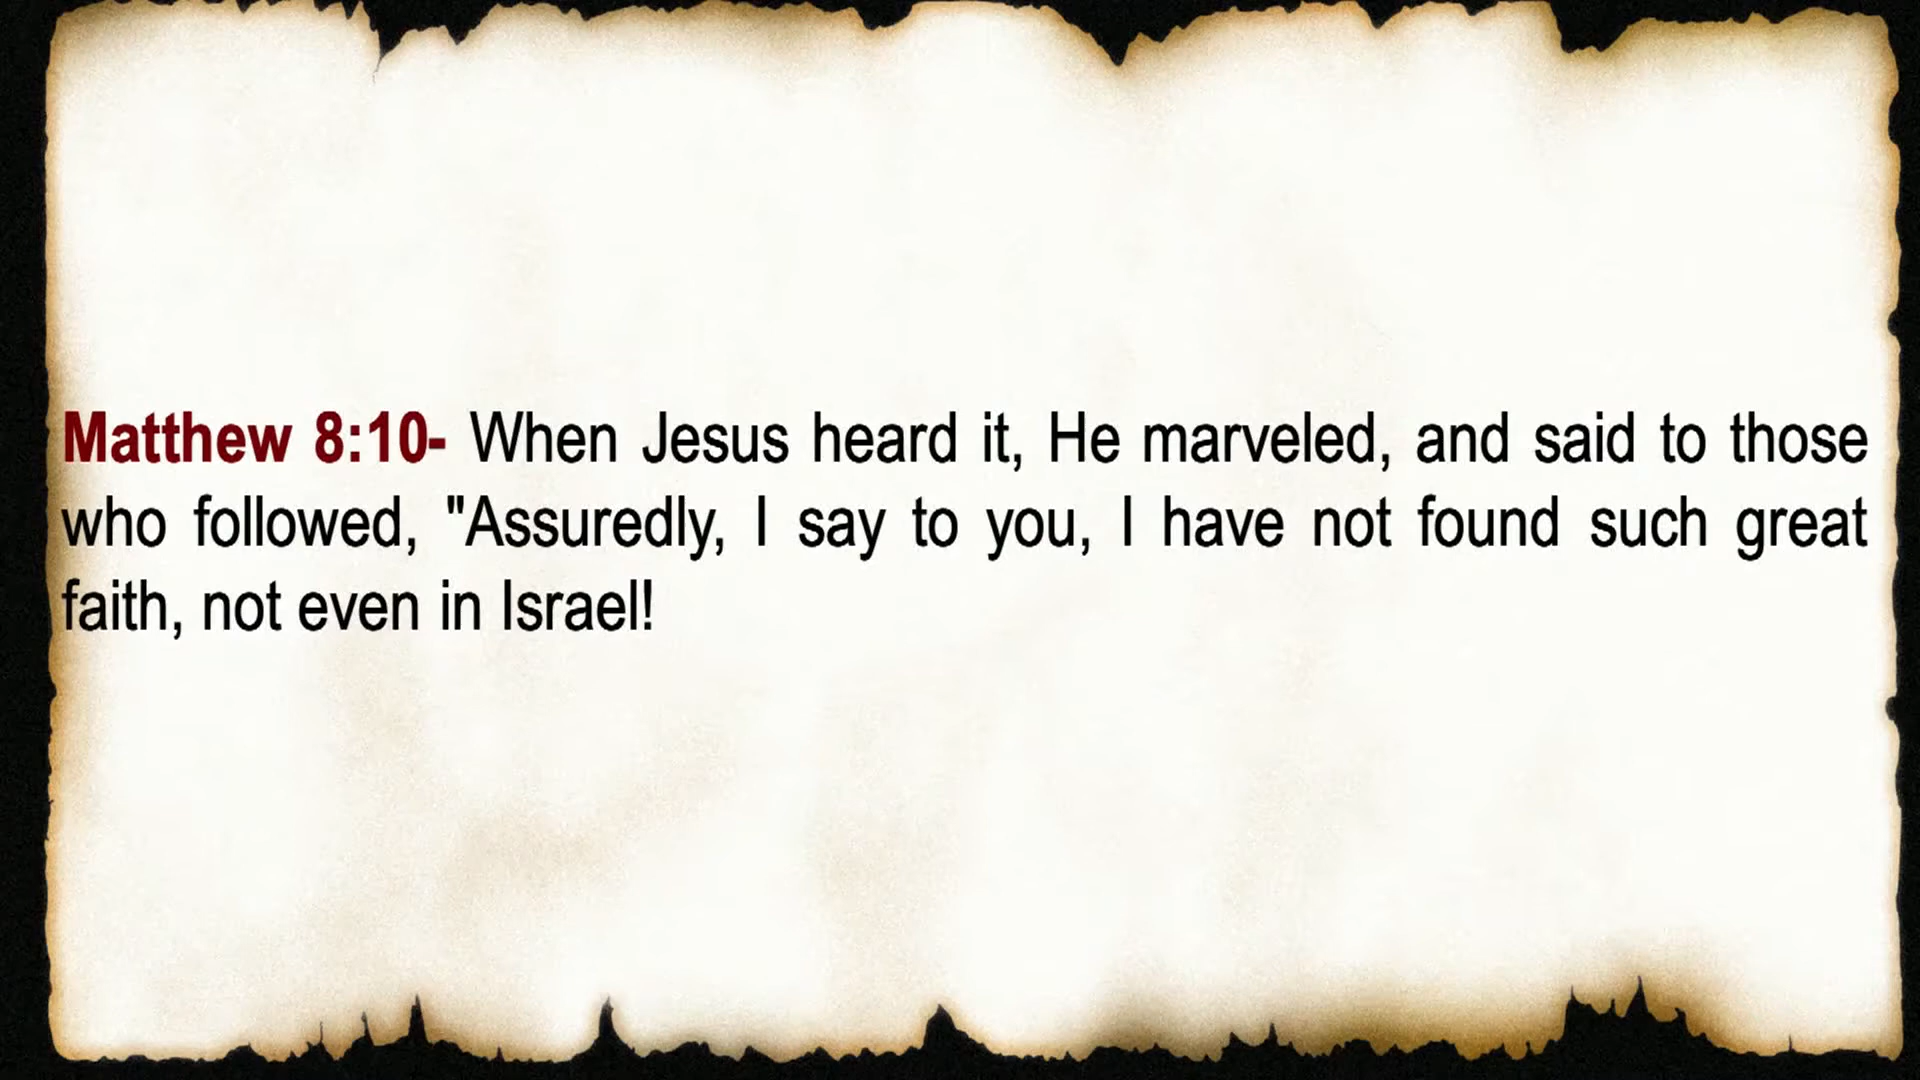 Matthew 8:10- When Jesus heard it, He marveled, and said to those
who followed, "Assuredly, I say to you, I have not found such great
faith, not even in Israel!